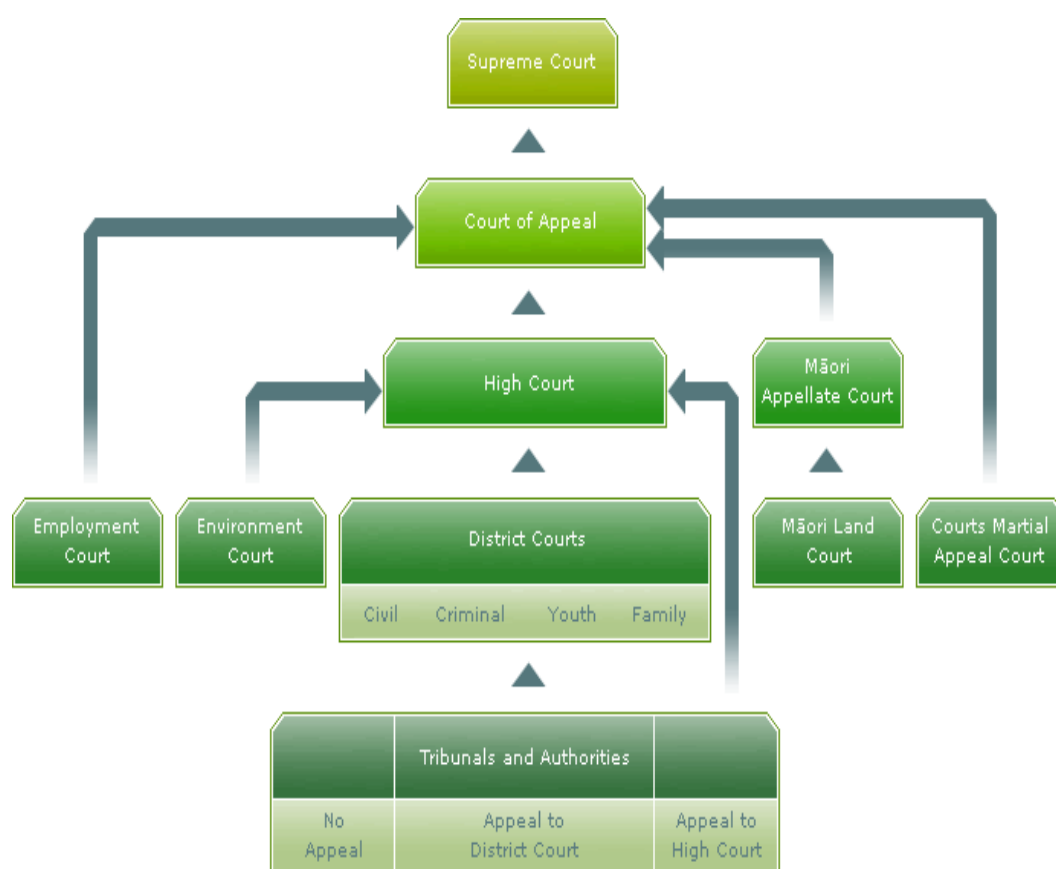 Supreme Court
Court of Appeal
High Court
Māori
Appellate Court
Employment
Court
Environment
Court
District Courts
Civil Criminal Youth Family
Māori Land
Court
Courts Martial
Appeal Court
Tribunals and Authorities
No
Appeal
Appeal to
District Court
Appeal to
High Court